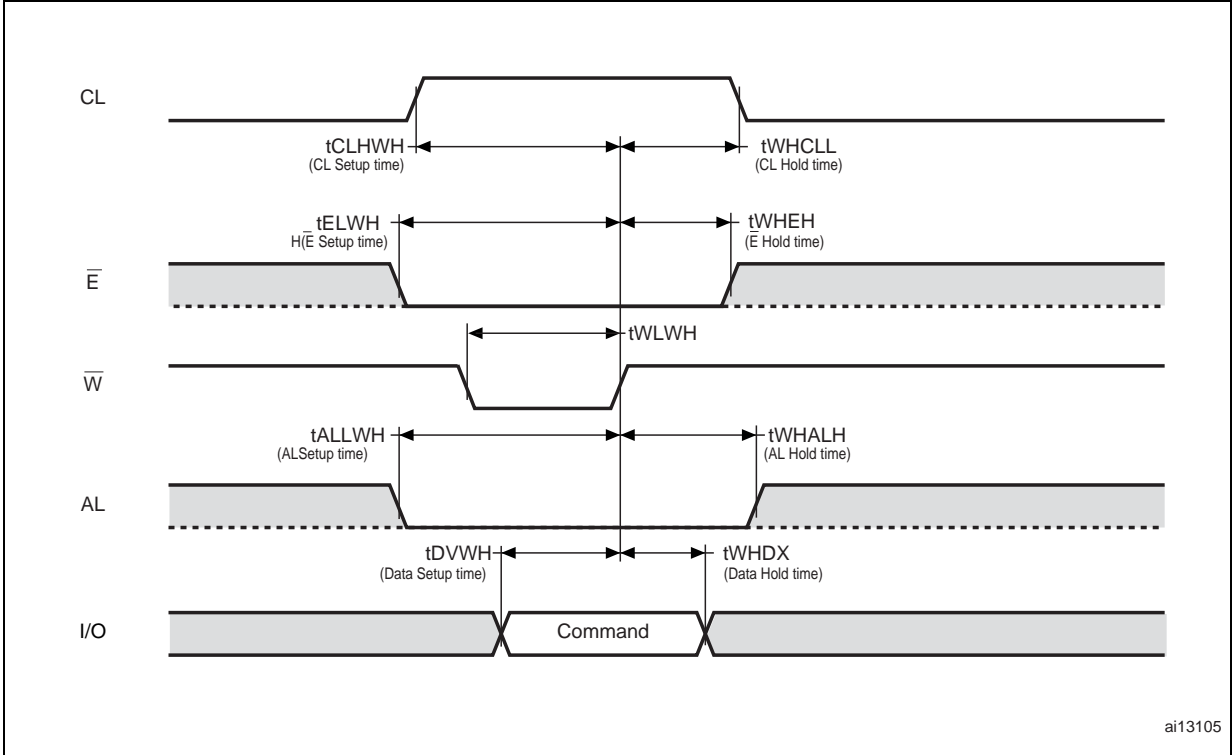 CL
tCLHWH
(CL Setup time)
tWHCLL
(CL Hold time)
tELWH
H(E̅ Setup time)
tWHEH
(E̅ Hold time)
E̅
tWLWH
W̅
tALLWH
(ALSetup time)
tWHALH
(AL Hold time)
AL
tDVWH
(Data Setup time)
tWHDX
(Data Hold time)
I/O
Command
ai13105